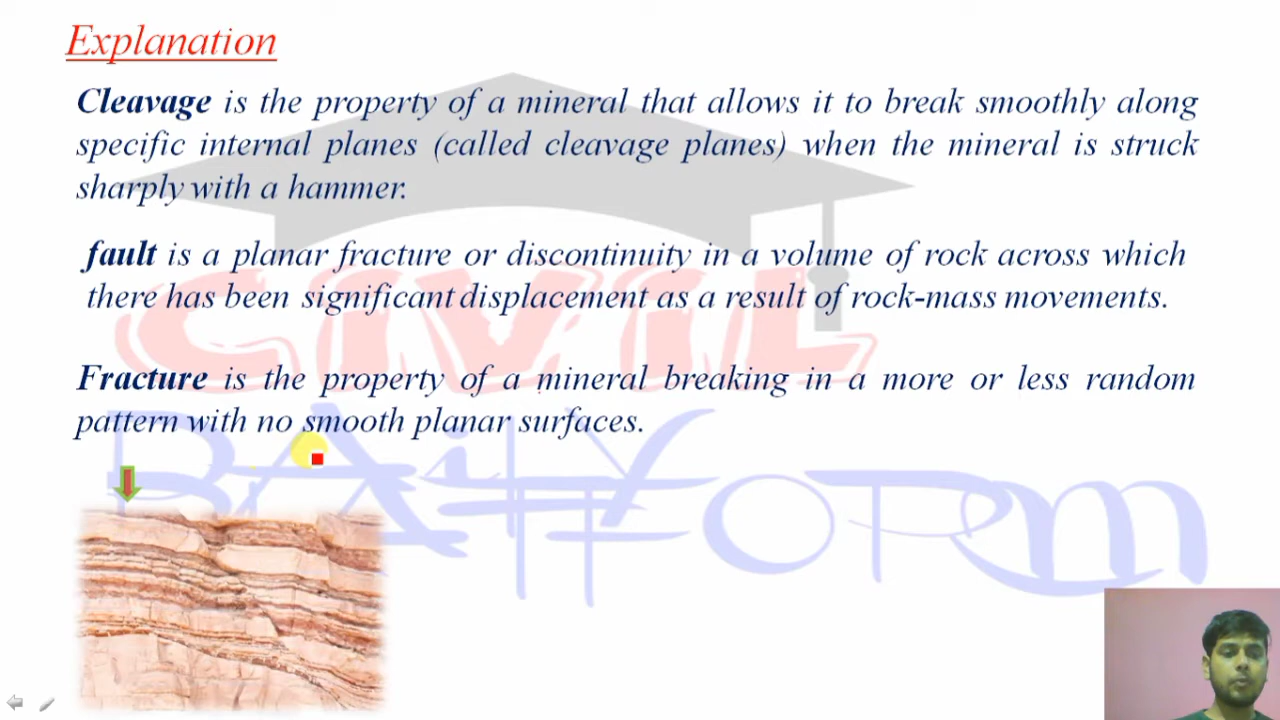 Explanation
Cleavage is the property of a mineral that allows it to break smoothly along
specific internal planes (called cleavage planes) when the mineral is struck
sharply with a hammer.
fault is a planar fracture or discontinuity in a volume of rock across which
there has been significant displacement as a result of rock-mass movements.
Fracture is the property of a mineral breaking in a more or less random
pattern with no smooth planar surfaces.
CiViL